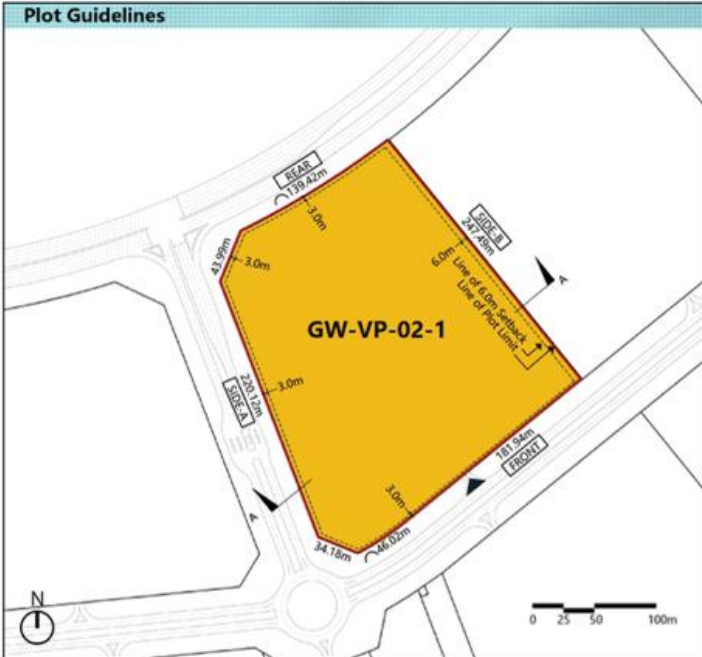 Plot Guidelines
REAR
139.42m
3.0m
43.99m
3.0m
SIDE-B
247.49m
6.0m
Line of 6.0m Setback
Line of Plot Limit
A
GW-VP-02-1
SIDE-A
220.12m
3.0m
181.94m
FRONT
3.0m
A
34.18m
46.02m
N
0 25 50 100m